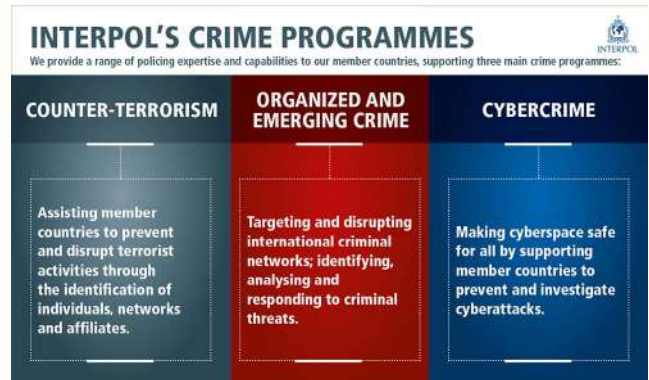 INTERPOL'S CRIME PROGRAMMES
We provide a range of policing expertise and capabilities to our member countries, supporting three main crime programmes:
INTERPOL
COUNTER-TERRORISM
Assisting member
countries to prevent
and disrupt terrorist
activities through
the identification of
individuals, networks
and affiliates.
ORGANIZED AND
EMERGING CRIME
Targeting and disrupting
international criminal
networks; identifying,
analysing and
responding to criminal
threats.
CYBERCRIME
Making cyberspace safe
for all by supporting
member countries to
prevent and investigate
cyberattacks.